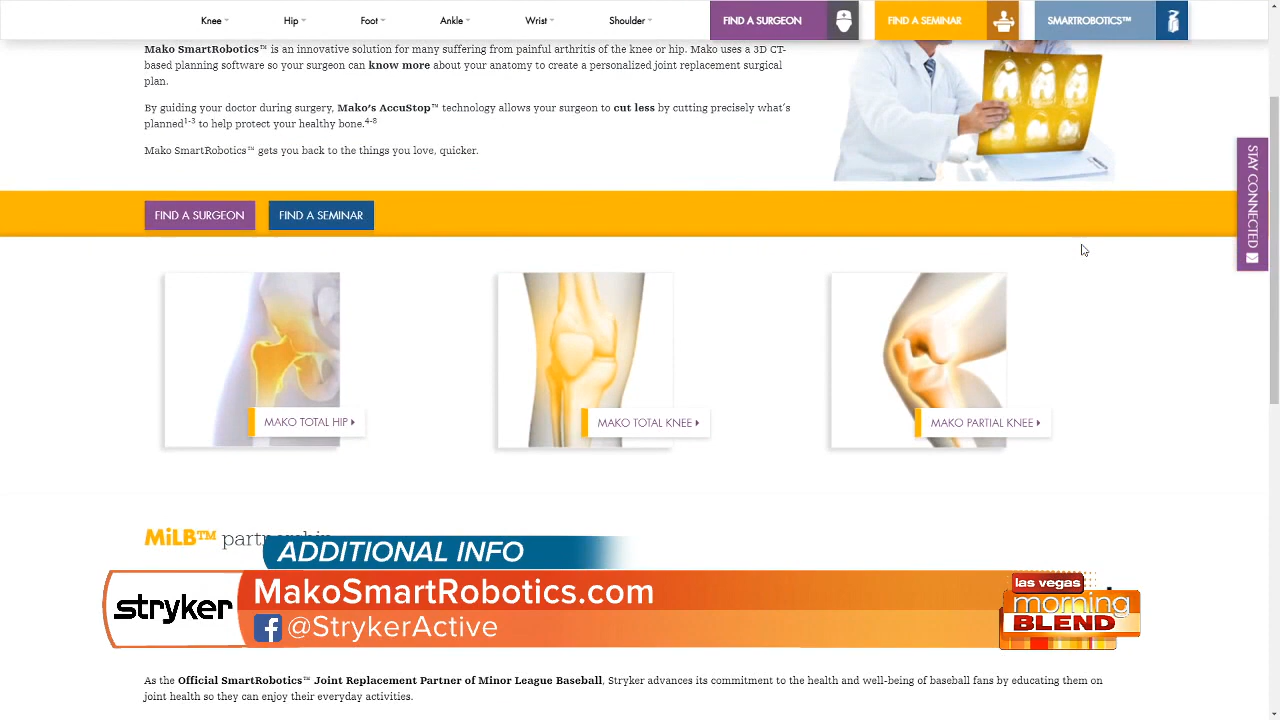 Knee Hip Foot Ankle Wrist Shoulder FIND A SURGEON FIND A SEMINAR SMARTROBOTICS™
Mako SmartRobotics™ is an innovative solution for many suffering from painful arthritis of the knee or hip. Mako uses a 3D CT-
based planning software so your surgeon can know more about your anatomy to create a personalized joint replacement surgical
plan.
By guiding your doctor during surgery, Mako's AccuStop™ technology allows your surgeon to cut less by cutting precisely what's
planned1-3 to help protect your healthy bone.4-8
Mako SmartRobotics™ gets you back to the things you love, quicker.
STAY CONNECTED
FIND A SURGEON FIND A SEMINAR
MAKO TOTAL HIP MAKO TOTAL KNEE MAKO PARTIAL KNEE
MiLB™ partnership
ADDITIONAL INFO
stryker
MakoSmartRobotics.com
@StrykerActive
las vegas
morning
BLEND
As the Official SmartRobotics™ Joint Replacement Partner of Minor League Baseball, Stryker advances its commitment to the health and well-being of baseball fans by educating them on
joint health so they can enjoy their everyday activities.